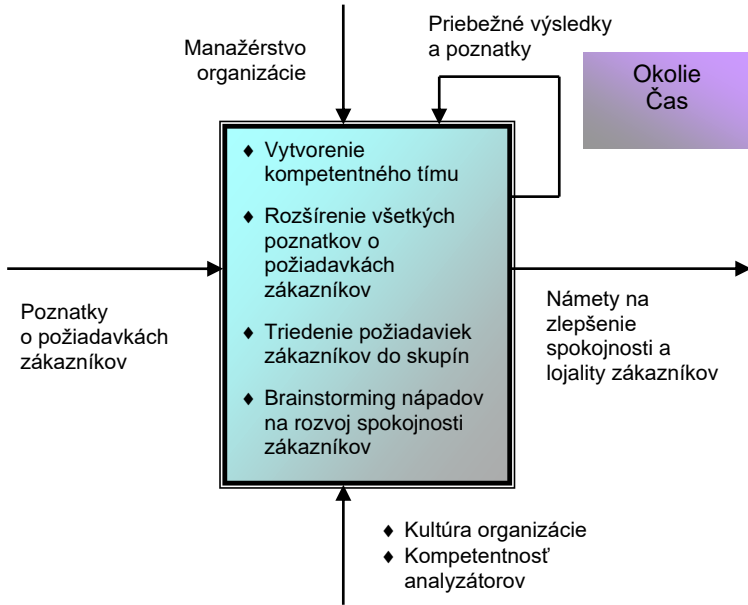 Manažérstvo
organizácie
Priebežné výsledky
a poznatky
Okolie
Čas
♦ Vytvorenie
kompetentného tímu
♦ Rozšírenie všetkých
poznatkov o
požiadavkách
zákazníkov
♦ Triedenie požiadaviek
zákazníkov do skupín
♦ Brainstorming nápadov
na rozvoj spokojnosti
zákazníkov
Poznatky
o požiadavkách
zákazníkov
Námety na
zlepšenie
spokojnosti a
lojality zákazníkov
♦ Kultúra organizácie
♦ Kompetentnosť
analyzátorov